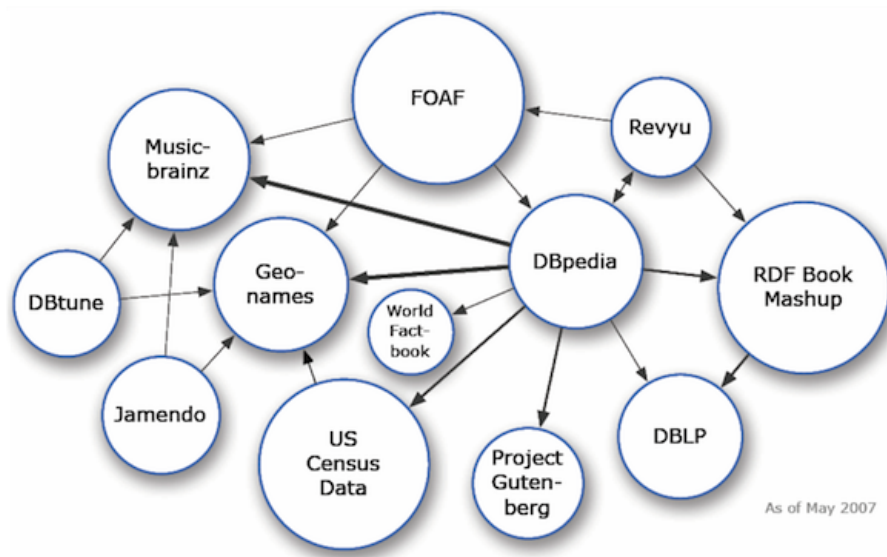 FOAF
Music-
brainz
Revyu
DBpedia
Geo-
names
RDF Book
Mashup
DBtune
World
Fact-
book
Jamendo
US
Census
Data
Project
Guten-
berg
DBLP
As of May 2007